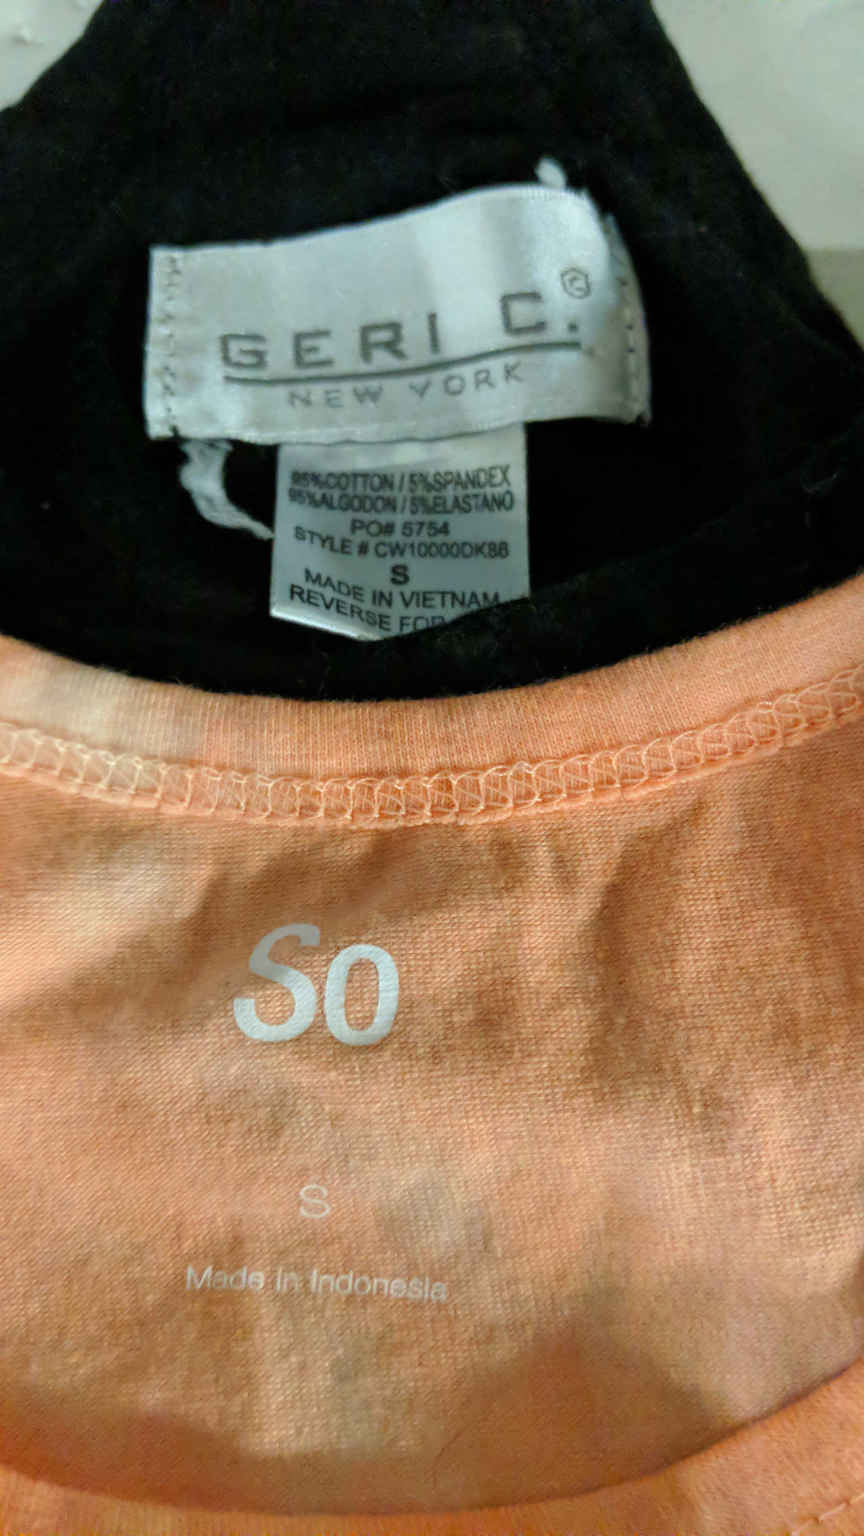 GERI C.®
NEW YORK
95%COTTON / 5%SPANDEX
95%ALGODON / 5%ELASTANO
PO# 5754
STYLE # CW10000DK88
S
MADE IN VIETNAM
REVERSE FOR
So
S
Made in Indonesia